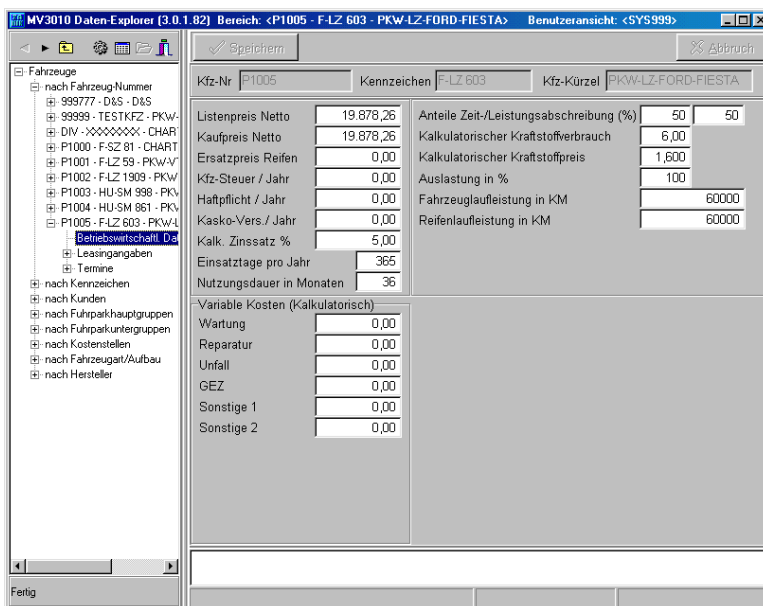 MV3010 Daten-Explorer (3.0.1.82) Bereich: <P1005 - F-LZ 603 - PKW-LZ-FORD-FIESTA> Benutzeransicht: <SYS999>
Speichern Abbruch
Kfz-Nr P1005 Kennzeichen F-LZ 603 Kfz-Kürzel PKW-LZ-FORD-FIESTA
Fahrzeuge
nach Fahrzeug-Nummer
999777 - D&S - D&S
99999 - TESTKFZ - PKW-
DIV - XXXXXXXX - CHAR
P1000 - F-SZ 81 - CHART
P1001 - F-LZ 59 - PKW-V
P1002 - F-LZ 1909 - PKW
P1003 - HU-SM 998 - PK
P1004 - HU-SM 861 - PK
P1005 - F-LZ 603 - PKW-L
Betriebswirtschaftl. Da
Leasingangaben
Termine
nach Kennzeichen
nach Kunden
nach Fuhrparkhauptgruppen
nach Fuhrparkuntergruppen
nach Kostenstellen
nach Fahrzeugart/Aufbau
nach Hersteller
Listenpreis Netto 19.878,26
Kaufpreis Netto 19.878,26
Ersatzpreis Reifen 0,00
Kfz-Steuer / Jahr 0,00
Haftpflicht / Jahr 0,00
Kasko-Vers./ Jahr 0,00
Kalk. Zinssatz % 5,00
Einsatztage pro Jahr 365
Nutzungsdauer in Monaten 36
Anteile Zeit-/Leistungsabschreibung (%) 50 50
Kalkulatorischer Kraftstoffverbrauch 6,00
Kalkulatorischer Kraftstoffpreis 1,600
Auslastung in % 100
Fahrzeuglaufleistung in KM 60000
Reifenlaufleistung in KM 60000
Variable Kosten (Kalkulatorisch)
Wartung 0,00
Reparatur 0,00
Unfall 0,00
GEZ 0,00
Sonstige 1 0,00
Sonstige 2 0,00
Fertig